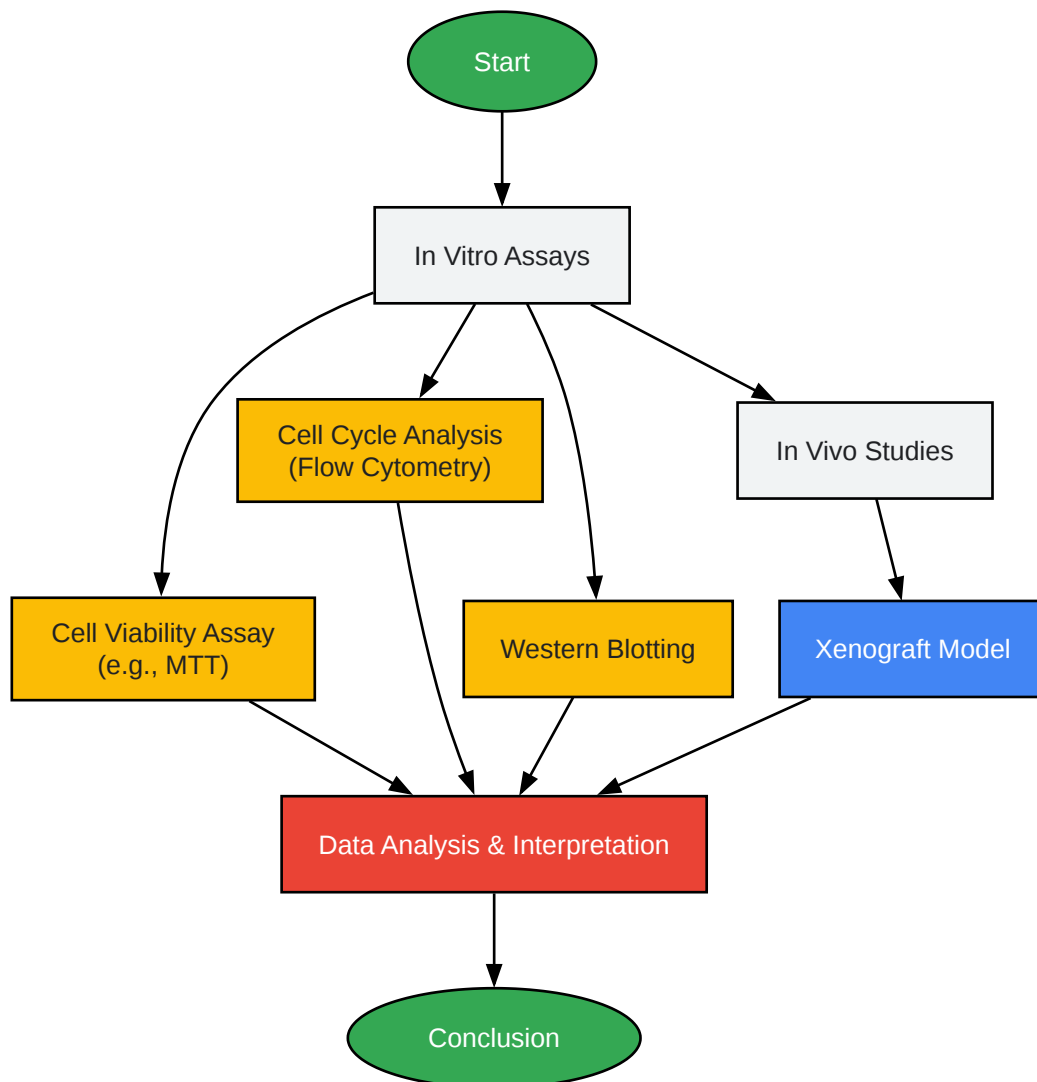 Start
In Vitro Assays
Cell Cycle Analysis
(Flow Cytometry)
In Vivo Studies
Cell Viability Assay
(e.g., MTT)
Western Blotting
Xenograft Model
Data Analysis & Interpretation
Conclusion